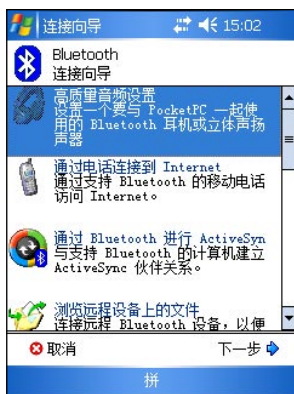 连接向导 15:02
Bluetooth
连接向导
高质量音频设置
设置一个要与 PocketPC 一起使
用的 Bluetooth 耳机或立体声扬
声器
通过电话连接到 Internet
通过支持 Bluetooth 的移动电话
访问 Internet。
通过 Bluetooth 进行 ActiveSyn
与支持 Bluetooth 的计算机建立
ActiveSync 伙伴关系。
浏览远程设备上的文件
连接远程 Bluetooth 设备，以便
取消 下一步
拼